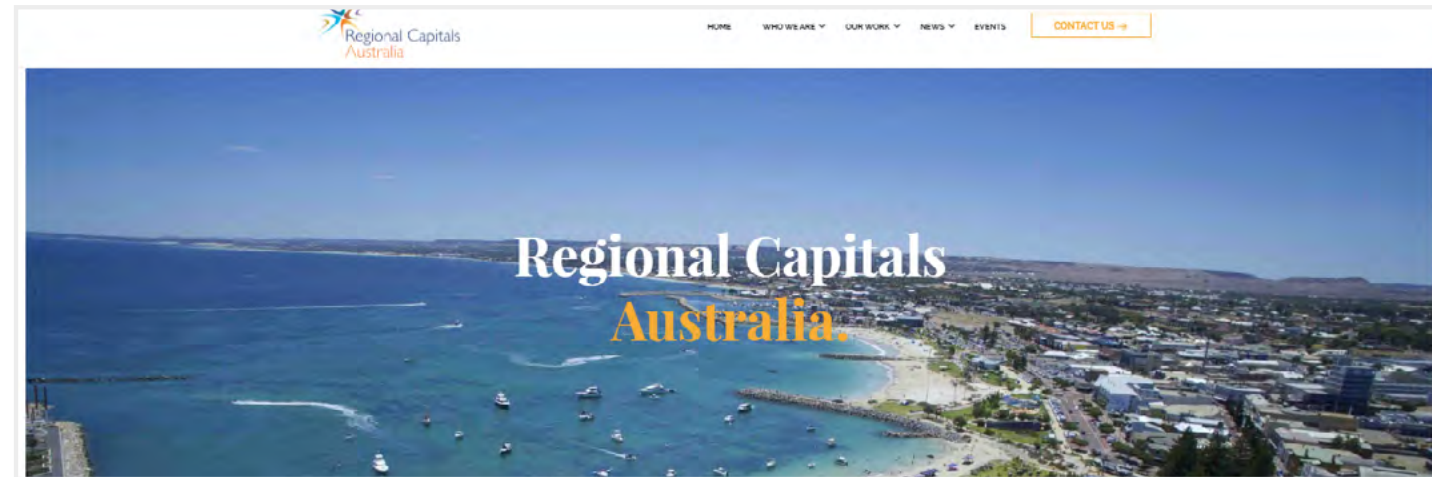 Regional Capitals
Australia
HOME WHO WE ARE OUR WORK NEWS EVENTS CONTACT US →
Regional Capitals
Australia.